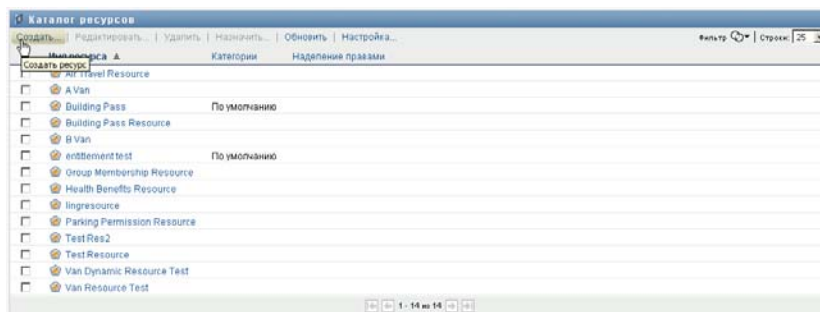 Каталог ресурсов
Создать... | Редактировать... | Удалить | Назначить... | Обновить | Настройка... Фильтр | Строки: 25
Имя ресурса Категории Наделение правами
Создать ресурс
Air Travel Resource
A Van
Building Pass По умолчанию
Building Pass Resource
B Van
entitlement test По умолчанию
Group Membership Resource
Health Benefits Resource
lingresource
Parking Permission Resource
Test Res2
Test Resource
Van Dynamic Resource Test
Van Resource Test
1 - 14 из 14